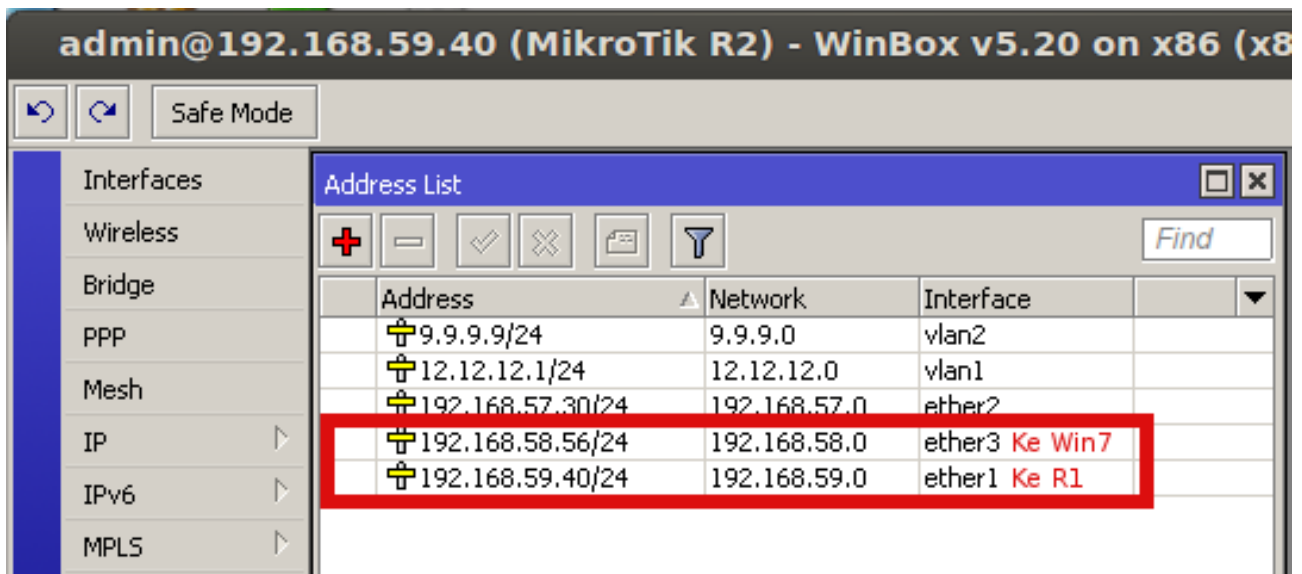 admin@192.168.59.40 (MikroTik R2) - WinBox v5.20 on x86 (x8
Safe Mode
Interfaces
Wireless
Bridge
PPP
Mesh
IP
IPv6
MPLS
Address List
Find
Address Network Interface
9.9.9.9/24 9.9.9.0 vlan2
12.12.12.1/24 12.12.12.0 vlan1
192.168.57.30/24 192.168.57.0 ether2
192.168.58.56/24 192.168.58.0 ether3 Ke Win7
192.168.59.40/24 192.168.59.0 ether1 Ke R1